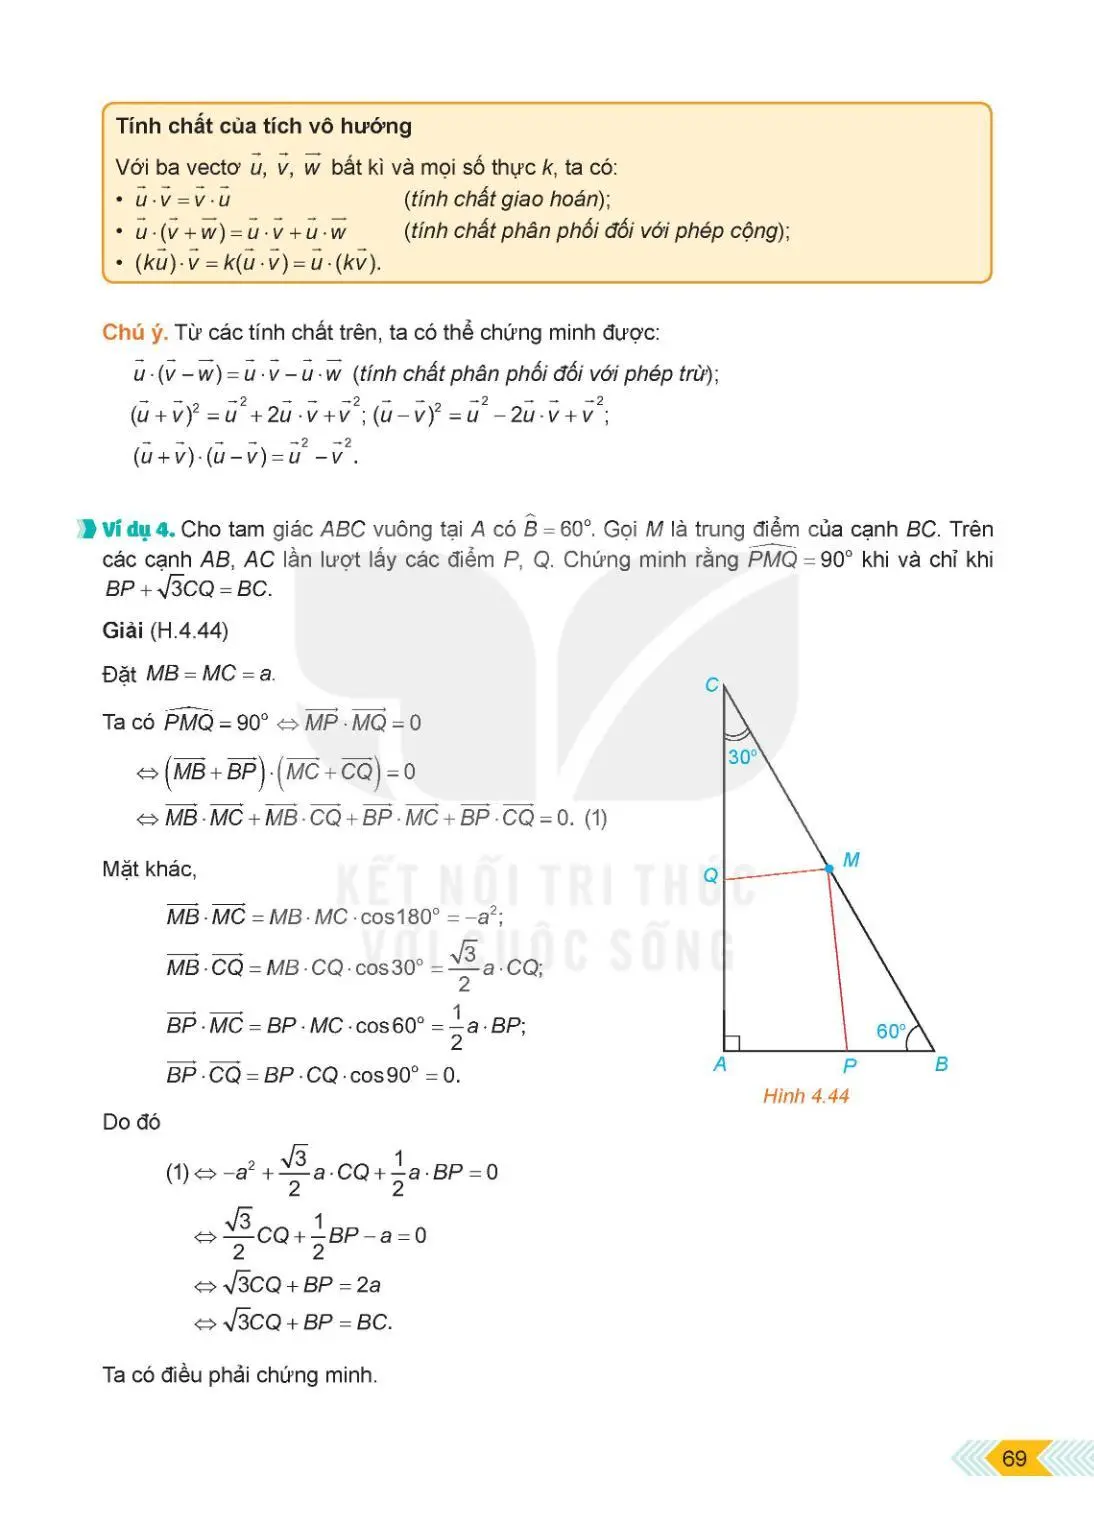 Tính chất của tích vô hướng
Với ba vectơ u⃗, v⃗, w⃗ bất kì và mọi số thực k, ta có:
• u⃗ · v⃗ = v⃗ · u⃗ (tính chất giao hoán);
• u⃗ · (v⃗ + w⃗) = u⃗ · v⃗ + u⃗ · w⃗ (tính chất phân phối đối với phép cộng);
• (ku⃗) · v⃗ = k(u⃗ · v⃗) = u⃗ · (kv⃗).
Chú ý. Từ các tính chất trên, ta có thể chứng minh được:
u⃗ · (v⃗ – w⃗) = u⃗ · v⃗ – u⃗ · w⃗ (tính chất phân phối đối với phép trừ);
(u⃗ + v⃗)² = u⃗² + 2u⃗ · v⃗ + v⃗²; (u⃗ – v⃗)² = u⃗² – 2u⃗ · v⃗ + v⃗²;
(u⃗ + v⃗) · (u⃗ – v⃗) = u⃗² – v⃗².
Ví dụ 4. Cho tam giác ABC vuông tại A có B̂ = 60°. Gọi M là trung điểm của cạnh BC. Trên
các cạnh AB, AC lần lượt lấy các điểm P, Q. Chứng minh rằng PMQ = 90° khi và chỉ khi
BP + √3CQ = BC.
Giải (H.4.44)
Đặt MB = MC = a.
Ta có PMQ = 90° ⇔ MP · MQ = 0
⇔ (MB + BP) · (MC + CQ) = 0
⇔ MB · MC + MB · CQ + BP · MC + BP · CQ = 0. (1)
Mặt khác,
MB · MC = MB · MC · cos180° = –a²;
MB · CQ = MB · CQ · cos30° = √3/2 a · CQ;
BP · MC = BP · MC · cos60° = 1/2 a · BP;
BP · CQ = BP · CQ · cos90° = 0.
Do đó
(1) ⇔ –a² + √3/2 a · CQ + 1/2 a · BP = 0
⇔ √3/2 CQ + 1/2 BP – a = 0
⇔ √3CQ + BP = 2a
⇔ √3CQ + BP = BC.
Ta có điều phải chứng minh.
C
30°
M
Q
60°
A
P
B
Hình 4.44
KẾT NỐI TRI THỨC
VỚI CUỘC SỐNG
69